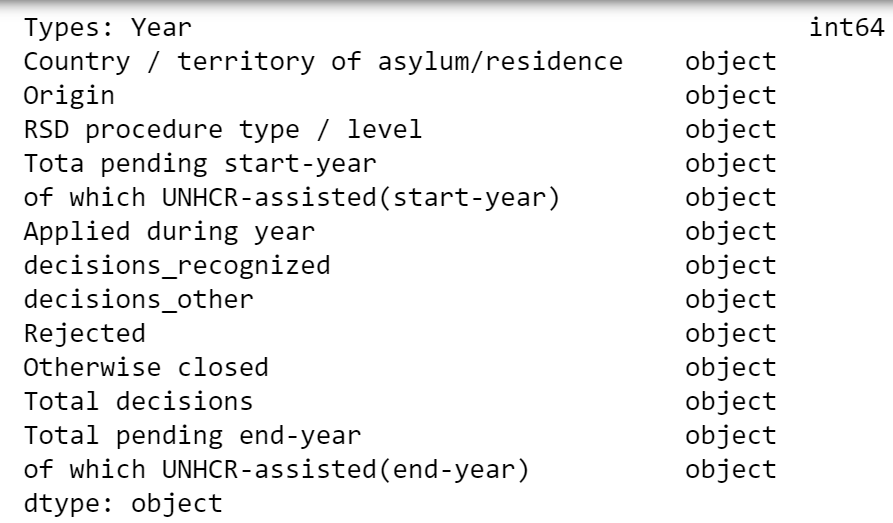 Types: Year int64
Country / territory of asylum/residence object
Origin object
RSD procedure type / level object
Tota pending start-year object
of which UNHCR-assisted(start-year) object
Applied during year object
decisions_recognized object
decisions_other object
Rejected object
Otherwise closed object
Total decisions object
Total pending end-year object
of which UNHCR-assisted(end-year) object
dtype: object